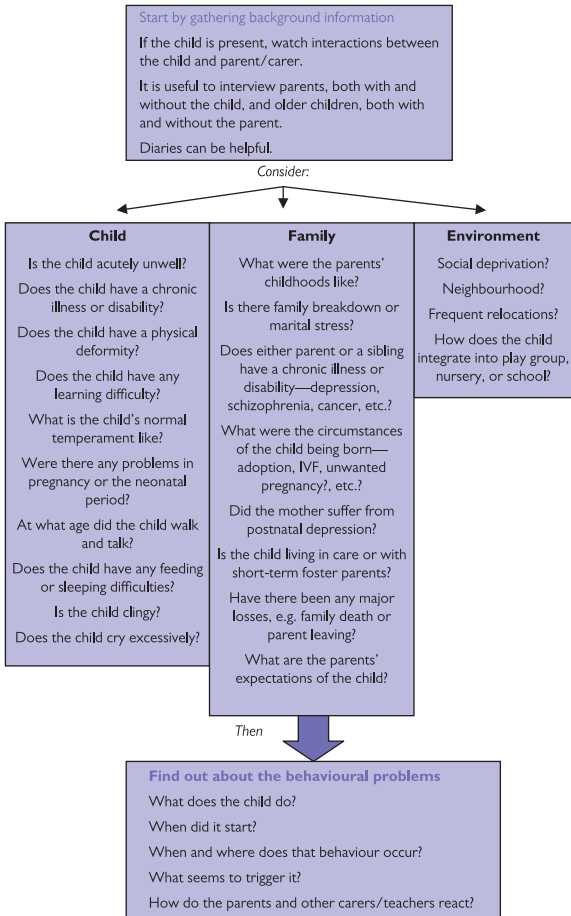 Start by gathering background information
If the child is present, watch interactions between
the child and parent/carer.
It is useful to interview parents, both with and
without the child, and older children, both with
and without the parent.
Diaries can be helpful.
Consider:
Child
Is the child acutely unwell?
Does the child have a chronic
illness or disability?
Does the child have a physical
deformity?
Does the child have any
learning difficulty?
What is the child's normal
temperament like?
Were there any problems in
pregnancy or the neonatal
period?
At what age did the child walk
and talk?
Does the child have any feeding
or sleeping difficulties?
Is the child clingy?
Does the child cry excessively?
Family
What were the parents'
childhoods like?
Is there family breakdown or
marital stress?
Does either parent or a sibling
have a chronic illness or
disability—depression,
schizophrenia, cancer, etc.?
What were the circumstances
of the child being born—
adoption, IVF, unwanted
pregnancy?, etc.?
Did the mother suffer from
postnatal depression?
Is the child living in care or with
short-term foster parents?
Have there been any major
losses, e.g. family death or
parent leaving?
What are the parents'
expectations of the child?
Environment
Social deprivation?
Neighbourhood?
Frequent relocations?
How does the child
integrate into play group,
nursery, or school?
Then
Find out about the behavioural problems
What does the child do?
When did it start?
When and where does that behaviour occur?
What seems to trigger it?
How do the parents and other carers/teachers react?